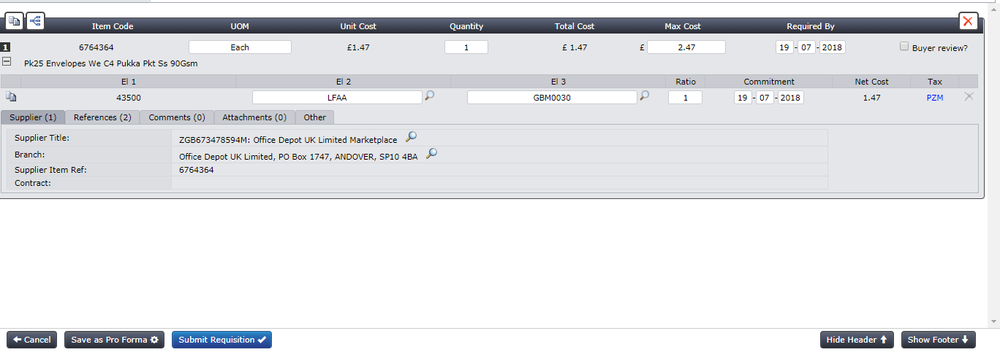 Item Code UOM Unit Cost Quantity Total Cost Max Cost Required By
1 6764364 Each £1.47 1 £ 1.47 £ 2.47 19 - 07 - 2018 Buyer review?
Pk25 Envelopes We C4 Pukka Pkt Ss 90Gsm
El 1 El 2 El 3 Ratio Commitment Net Cost Tax
43500 LFAA GBM0030 1 19 - 07 - 2018 1.47 PZM
Supplier (1) References (2) Comments (0) Attachments (0) Other
Supplier Title: ZGB673478594M: Office Depot UK Limited Marketplace
Branch: Office Depot UK Limited, PO Box 1747, ANDOVER, SP10 4BA
Supplier Item Ref: 6764364
Contract:
Cancel Save as Pro Forma Submit Requisition Hide Header Show Footer